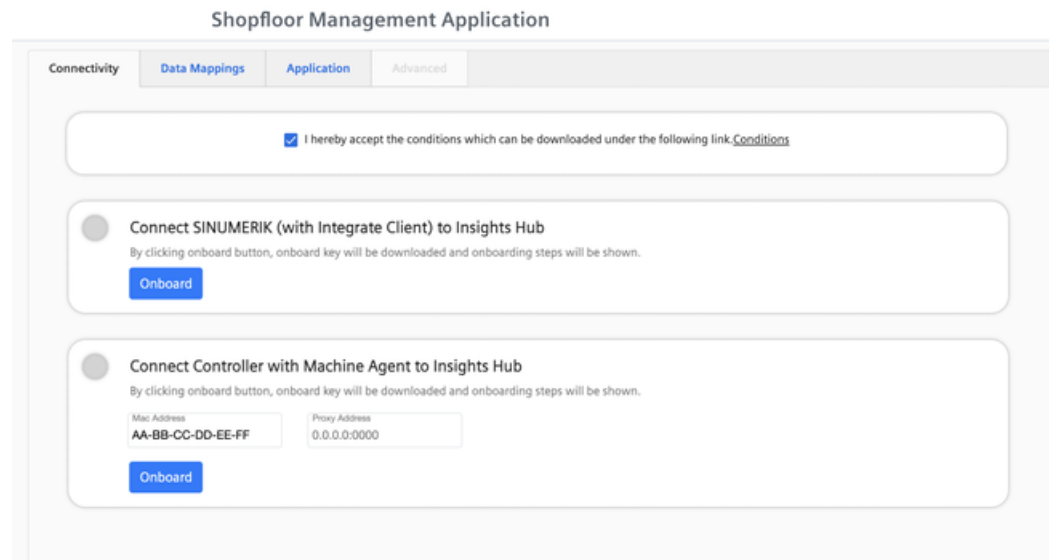 Shopfloor Management Application
Connectivity
Data Mappings
Application
Advanced
I hereby accept the conditions which can be downloaded under the following link.Conditions
Connect SINUMERIK (with Integrate Client) to Insights Hub
By clicking onboard button, onboard key will be downloaded and onboarding steps will be shown.
Onboard
Connect Controller with Machine Agent to Insights Hub
By clicking onboard button, onboard key will be downloaded and onboarding steps will be shown.
Mac Address
AA-BB-CC-DD-EE-FF
Proxy Address
0.0.0.0:0000
Onboard